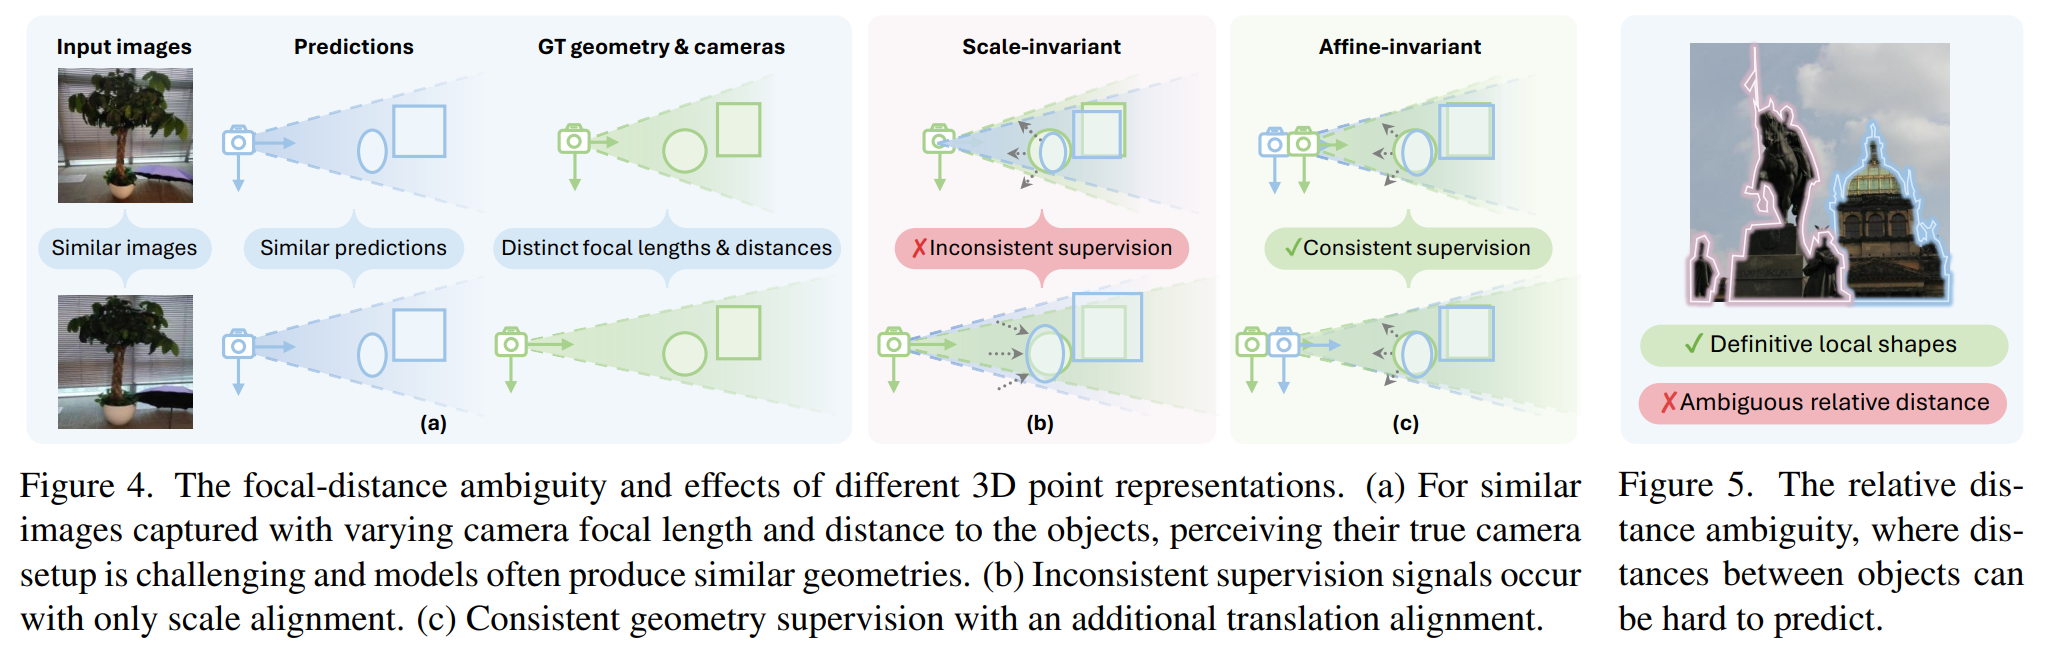 Input images
Predictions
GT geometry & cameras
Similar images
Similar predictions
Distinct focal lengths & distances
(a)
Scale-invariant
✗Inconsistent supervision
(b)
Affine-invariant
✓Consistent supervision
(c)
✓ Definitive local shapes
✗Ambiguous relative distance
Figure 4. The focal-distance ambiguity and effects of different 3D point representations. (a) For similar
images captured with varying camera focal length and distance to the objects, perceiving their true camera
setup is challenging and models often produce similar geometries. (b) Inconsistent supervision signals occur
with only scale alignment. (c) Consistent geometry supervision with an additional translation alignment.
Figure 5. The relative dis-
tance ambiguity, where dis-
tances between objects can
be hard to predict.